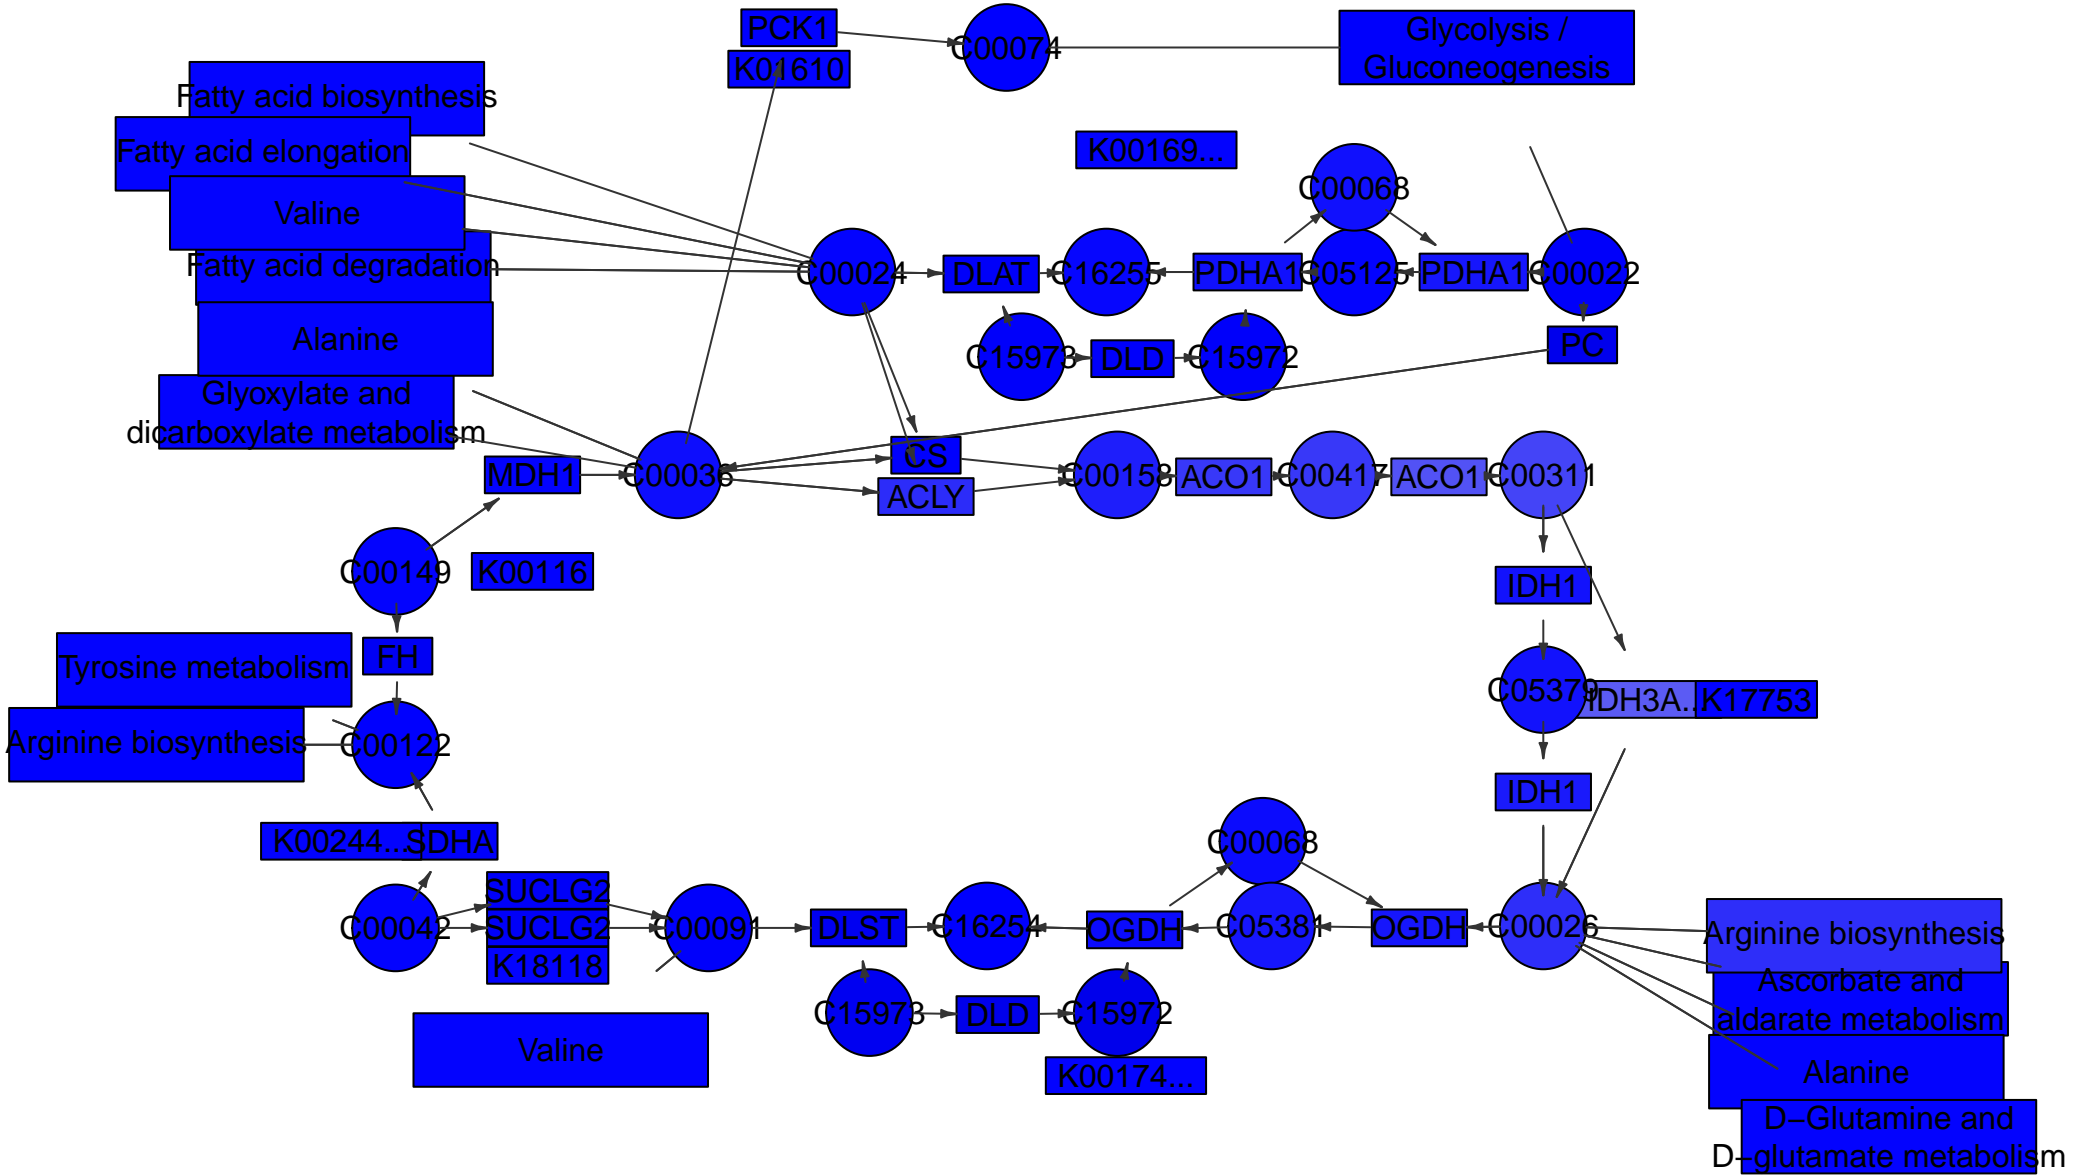 PCK1
C00074
Glycolysis /
Gluconeogenesis
K01610
Fatty acid biosynthesis
Fatty acid elongation
K00169...
C00068
Valine
Fatty acid degradation
C00024
DLAT
C16255
PDHA1
C05125
PDHA1
C00022
Alanine
C15973
DLD
C15972
PC
Glyoxylate and
dicarboxylate metabolism
MDH1
C00036
CS
ACLY
C00158
ACO1
C00417
ACO1
C00311
C00149
K00116
IDH1
Tyrosine metabolism
FH
C05379
IDH3A...
K17753
Arginine biosynthesis
C00122
IDH1
K00244...
SDHA
C00068
SUCLG2
C00042
SUCLG2
C00091
DLST
C16254
OGDH
C05381
OGDH
C00026
Arginine biosynthesis
K18118
Ascorbate and
aldarate metabolism
C15973
DLD
C15972
Valine
K00174...
Alanine
D−Glutamine and
D−glutamate metabolism